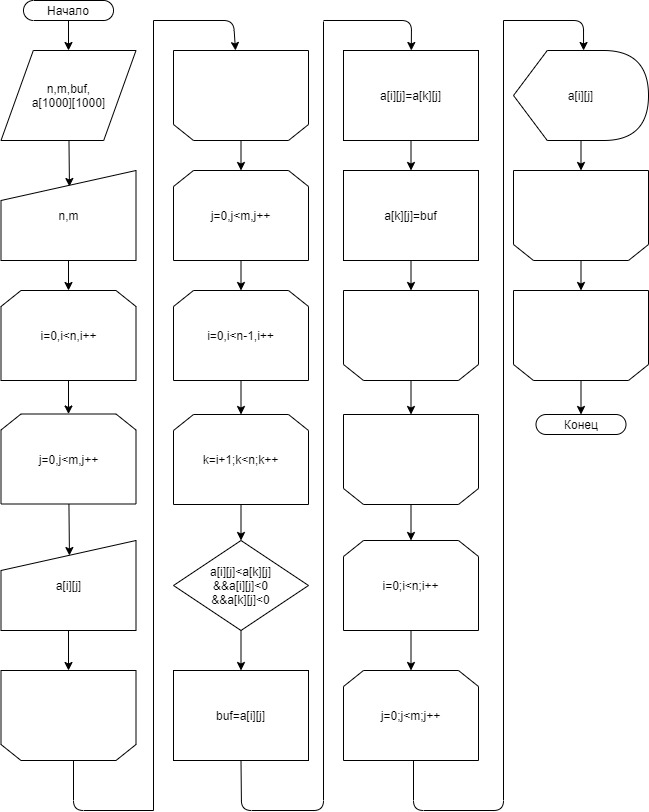 Начало
n,m,buf,
a[1000][1000]
n,m
i=0,i<n,i++
j=0,j<m,j++
a[i][j]
j=0,j<m,j++
i=0,i<n-1,i++
k=i+1;k<n;k++
a[i][j]<a[k][j]
&&a[i][j]<0
&&a[k][j]<0
buf=a[i][j]
a[i][j]=a[k][j]
a[k][j]=buf
i=0;i<n;i++
j=0;j<m;j++
a[i][j]
Конец